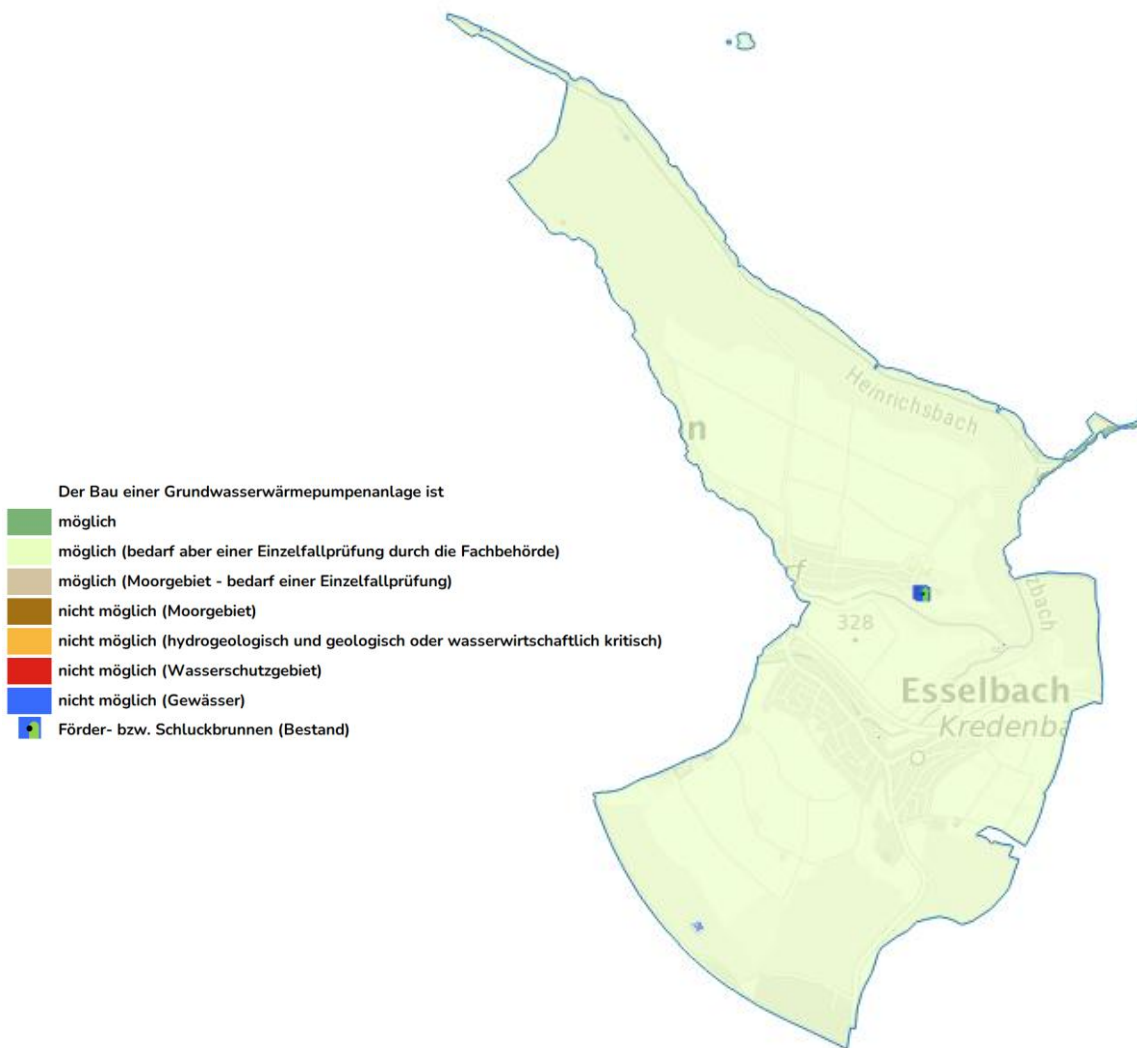 n
Heinrichsbach
Der Bau einer Grundwasserwärmepumpenanlage ist
möglich
möglich (bedarf aber einer Einzelfallprüfung durch die Fachbehörde)
möglich (Moorgebiet - bedarf einer Einzelfallprüfung)
nicht möglich (Moorgebiet)
nicht möglich (hydrogeologisch und geologisch oder wasserwirtschaftlich kritisch)
nicht möglich (Wasserschutzgebiet)
nicht möglich (Gewässer)
Förder- bzw. Schluckbrunnen (Bestand)
rf
zbach
328
Esselbach
Kredenba